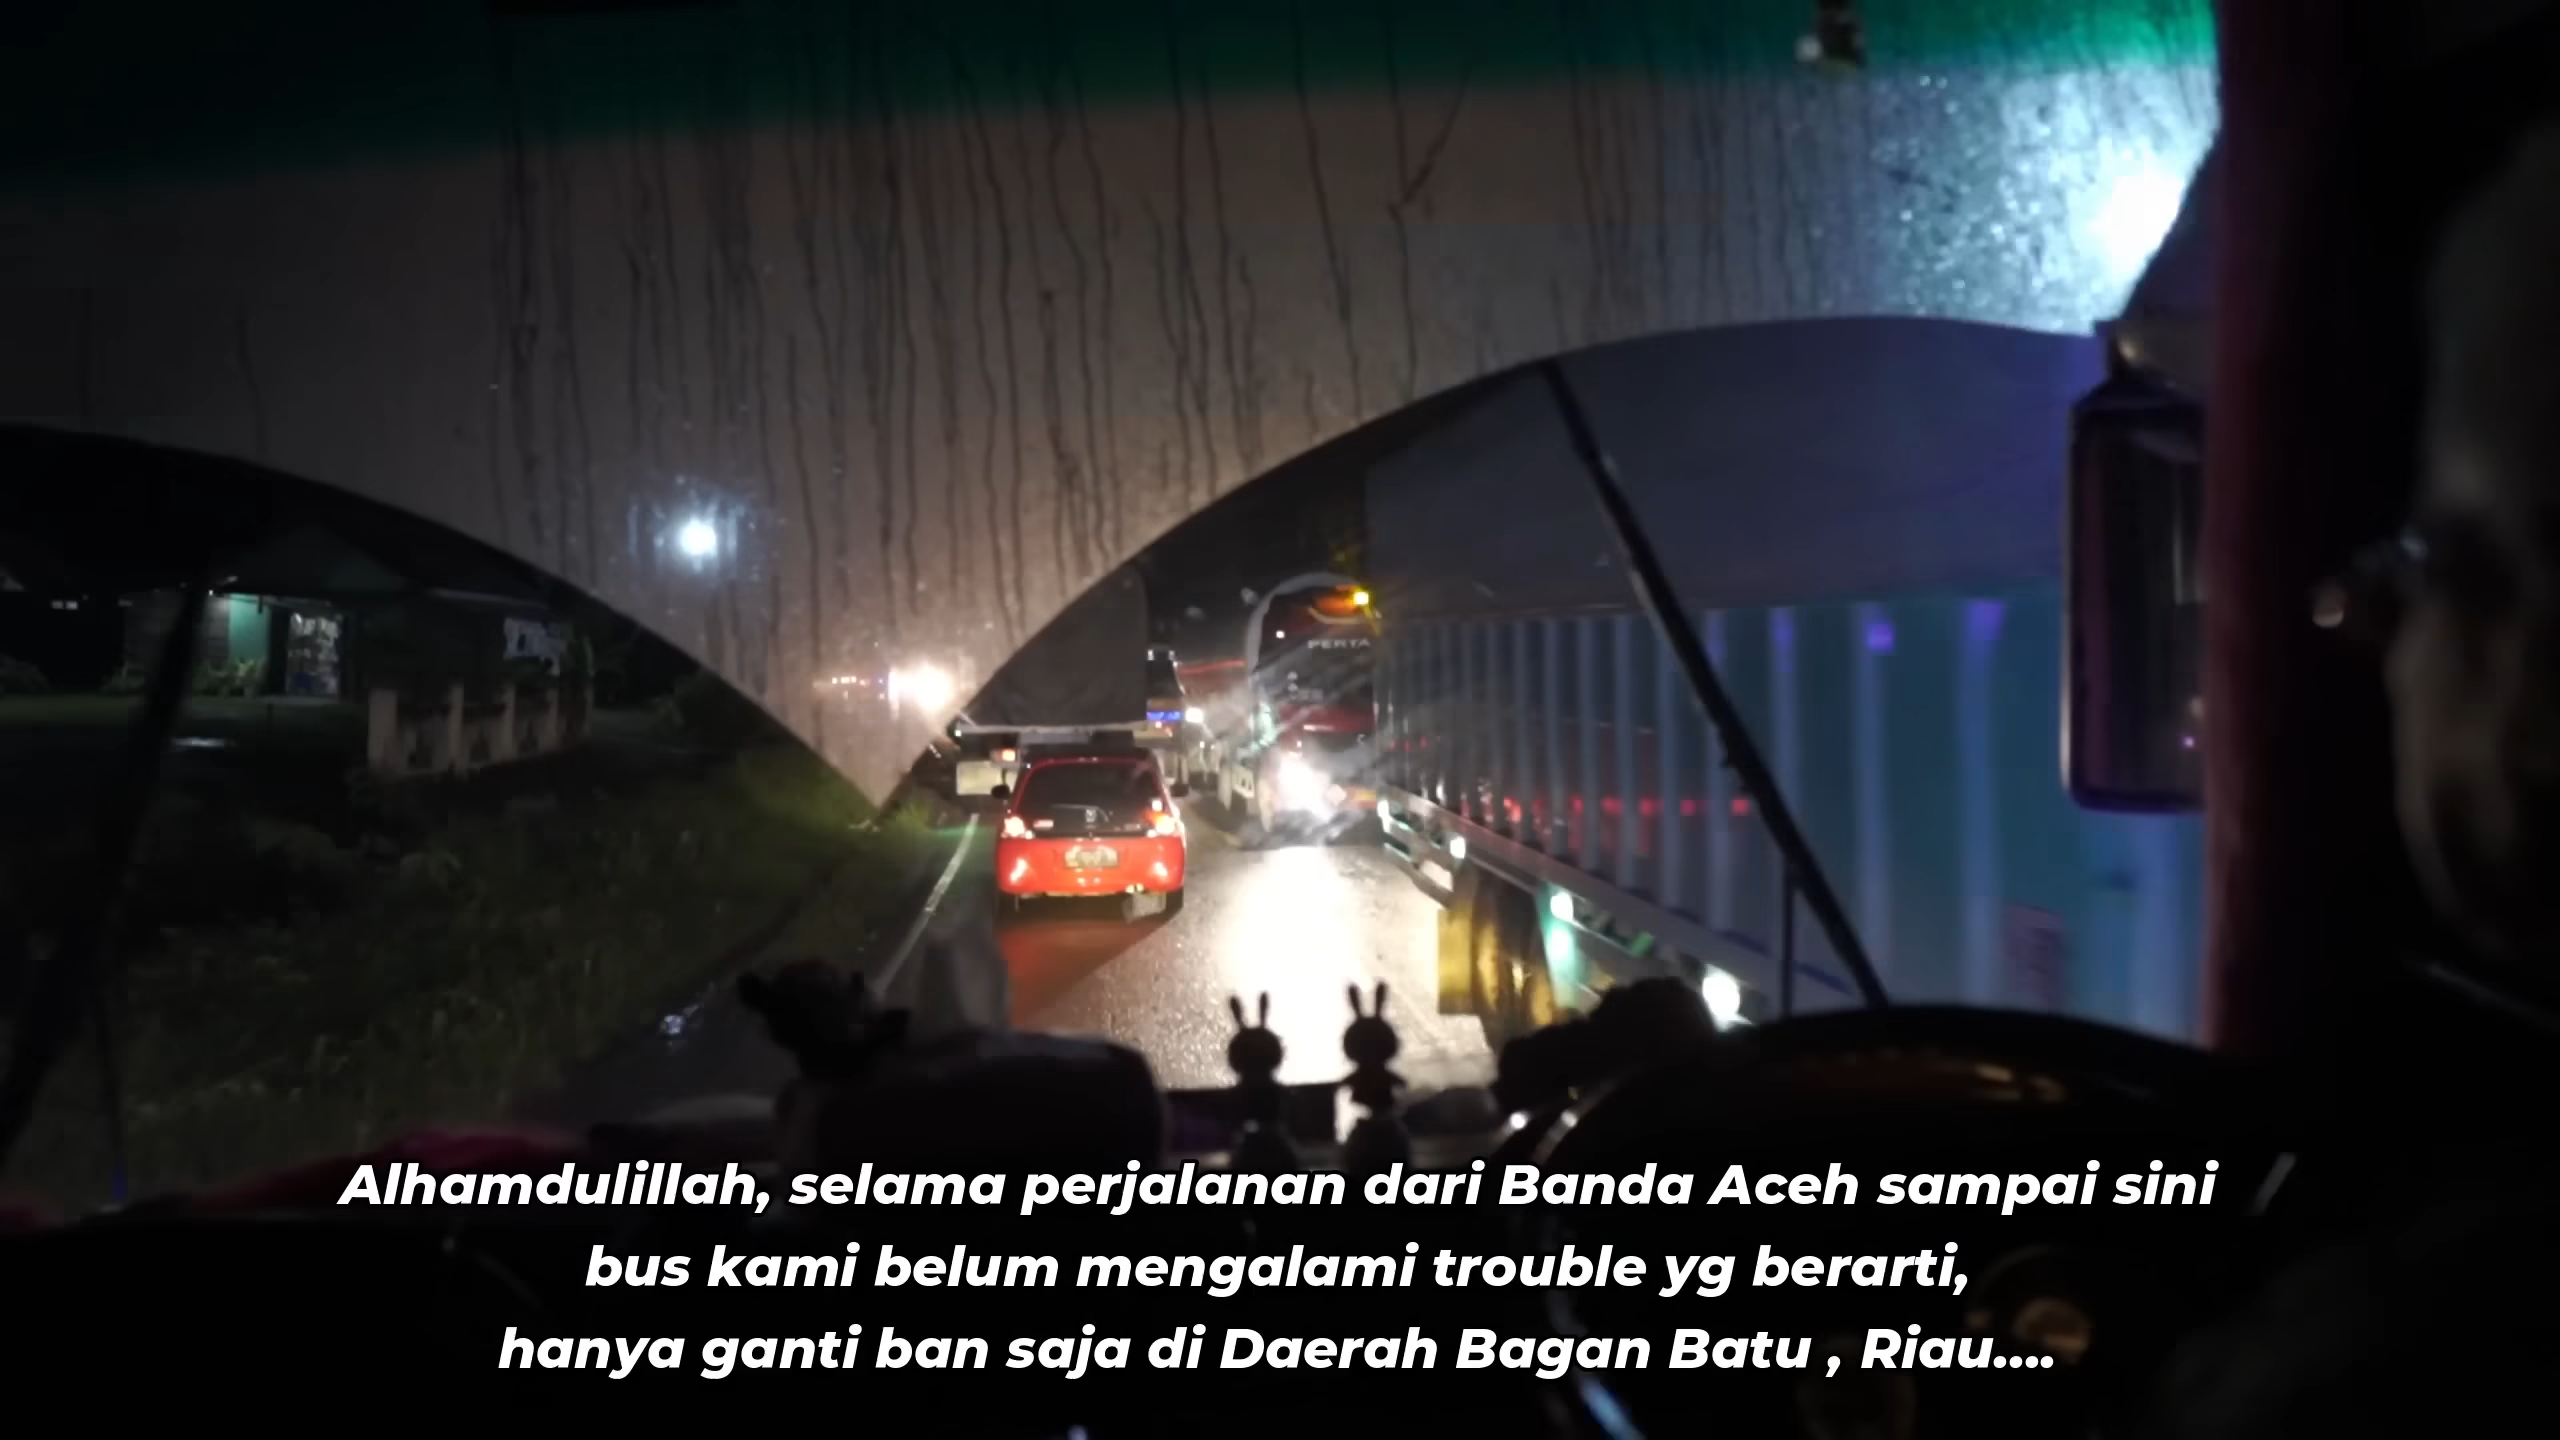 PERTA
Alhamdulillah, selama perjalanan dari Banda Aceh sampai sini
bus kami belum mengalami trouble yg berarti,
hanya ganti ban saja di Daerah Bagan Batu , Riau....